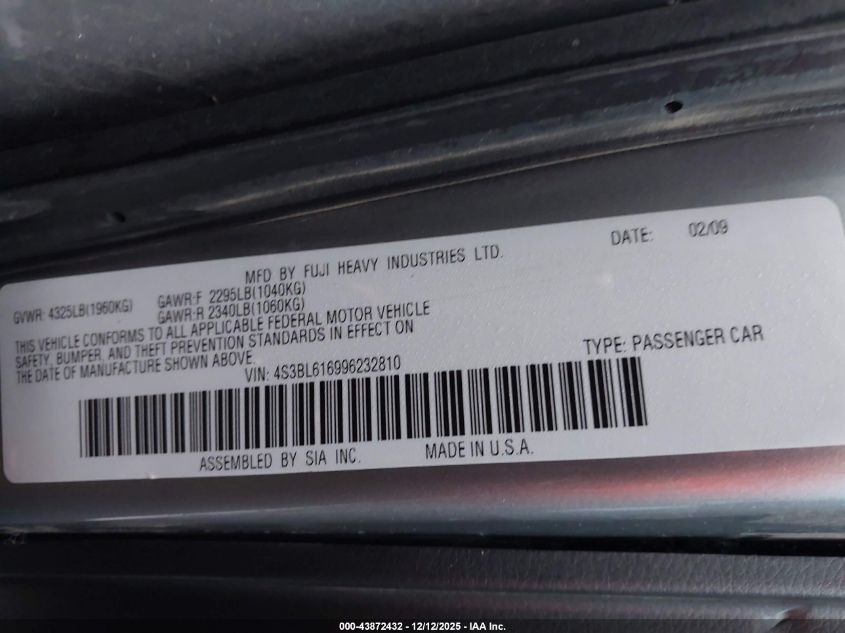 MFD BY FUJI HEAVY INDUSTRIES LTD. DATE: 02/09
GVWR: 4325LB(1960KG) GAWR:F 2295LB(1040KG)
GAWR:R 2340LB(1060KG)
THIS VEHICLE CONFORMS TO ALL APPLICABLE FEDERAL MOTOR VEHICLE
SAFETY, BUMPER, AND THEFT PREVENTION STANDARDS IN EFFECT ON
THE DATE OF MANUFACTURE SHOWN ABOVE.
VIN: 4S3BL616996232810 TYPE: PASSENGER CAR
ASSEMBLED BY SIA INC. MADE IN U.S.A.
000-43872432 - 12/12/2025 - IAA Inc.